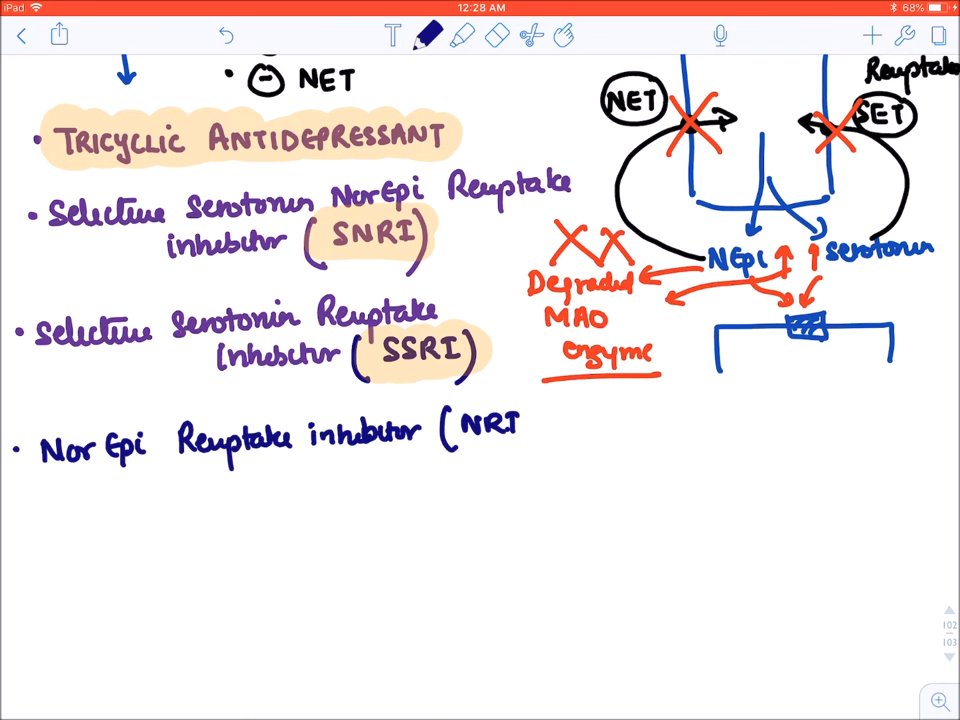 iPad
12:28 AM
68%
T
⊖ NET
Reuptake
NET
SET
• TRICYCLIC ANTIDEPRESSANT
• Selective Serotonin NorEpi Reuptake
inhibitor (SNRI)
NEpi ↑ ↑ Serotonin
Degraded
MAO
enzyme
• Selective Serotonin Reuptake
Inhibitor (SSRI)
• NorEpi Reuptake inhibitor (NRI
102
103